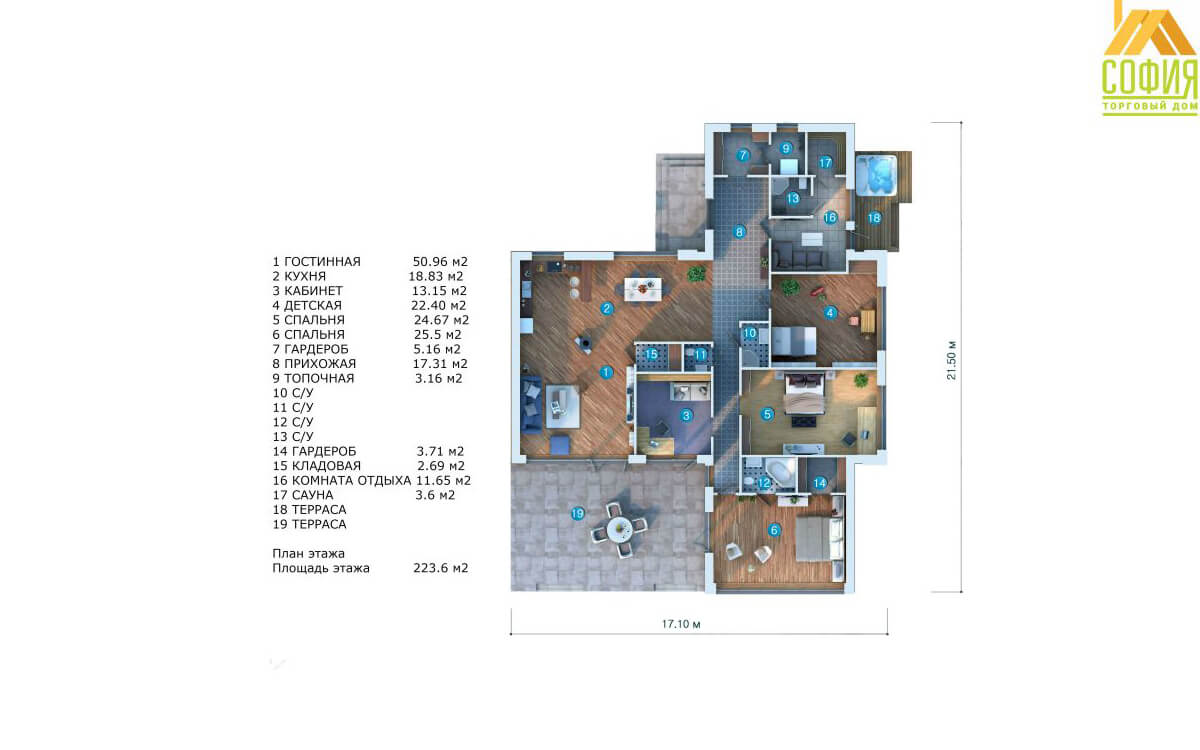 СОФИЯ
ТОРГОВЫЙ ДОМ
1 ГОСТИННАЯ 50.96 м2
2 КУХНЯ 18.83 м2
3 КАБИНЕТ 13.15 м2
4 ДЕТСКАЯ 22.40 м2
5 СПАЛЬНЯ 24.67 м2
6 СПАЛЬНЯ 25.5 м2
7 ГАРДЕРОБ 5.16 м2
8 ПРИХОЖАЯ 17.31 м2
9 ТОПОЧНАЯ 3.16 м2
10 С/У
11 С/У
12 С/У
13 С/У
14 ГАРДЕРОБ 3.71 м2
15 КЛАДОВАЯ 2.69 м2
16 КОМНАТА ОТДЫХА 11.65 м2
17 САУНА 3.6 м2
18 ТЕРРАСА
19 ТЕРРАСА
План этажа
Площадь этажа 223.6 м2
7
9
17
13
16
18
8
2
4
10
15
11
1
3
5
12
14
19
6
21.50 м
17.10 м